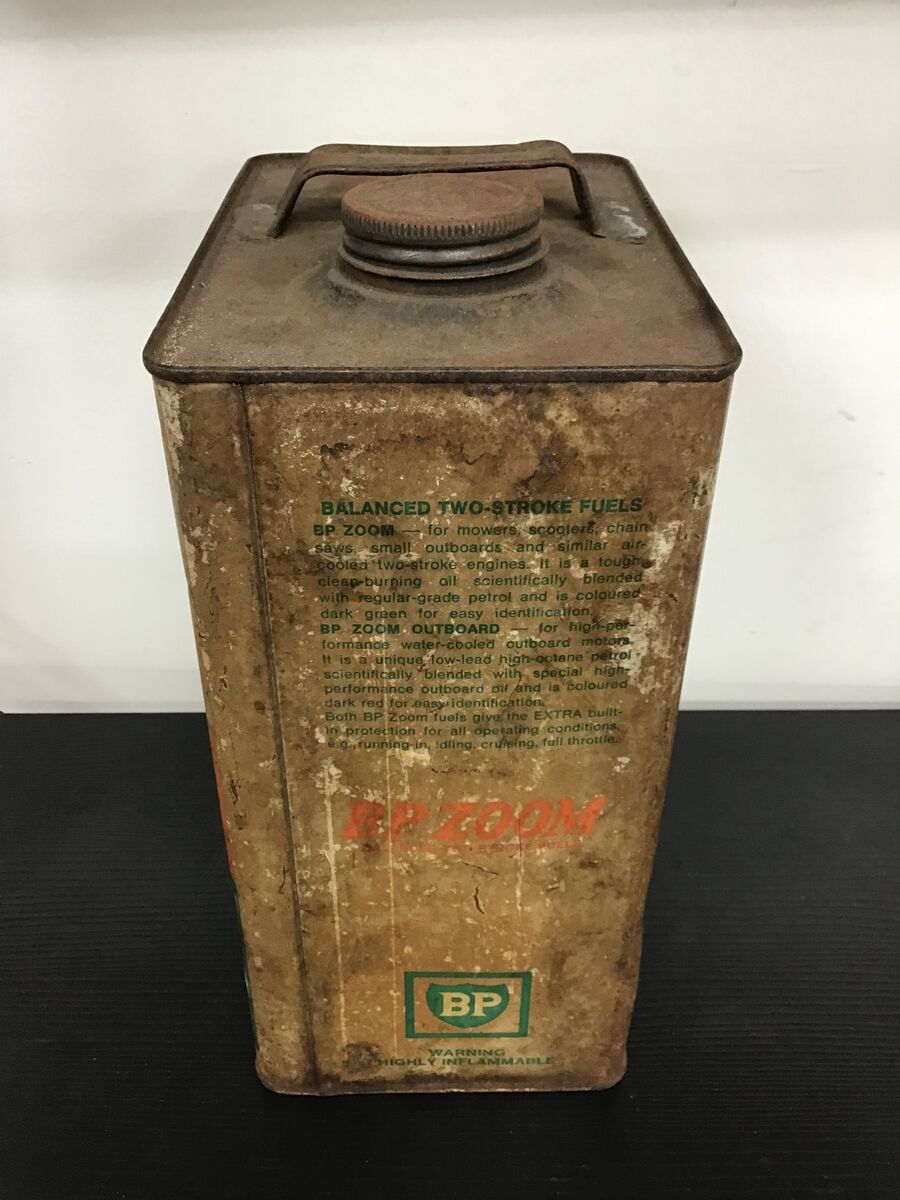 BALANCED TWO-STROKE FUELS
BP ZOOM — for mowers, scooters, chain
saws, small outboards and similar air-
cooled two-stroke engines. It is a tough
clean-burning oil scientifically blended
with regular-grade petrol and is coloured
dark green for easy identification.
BP ZOOM OUTBOARD — for high-per-
formance water-cooled outboard motors.
It is a unique low-lead high-octane petrol
scientifically blended with special high-
performance outboard oil and is coloured
dark red for easy identification.
Both BP Zoom fuels give the EXTRA built-
in protection for all operating conditions,
e.g., running-in, idling, cruising, full throttle.
BP ZOOM
TWO-STROKE FUELS
BP
WARNING
HIGHLY INFLAMMABLE